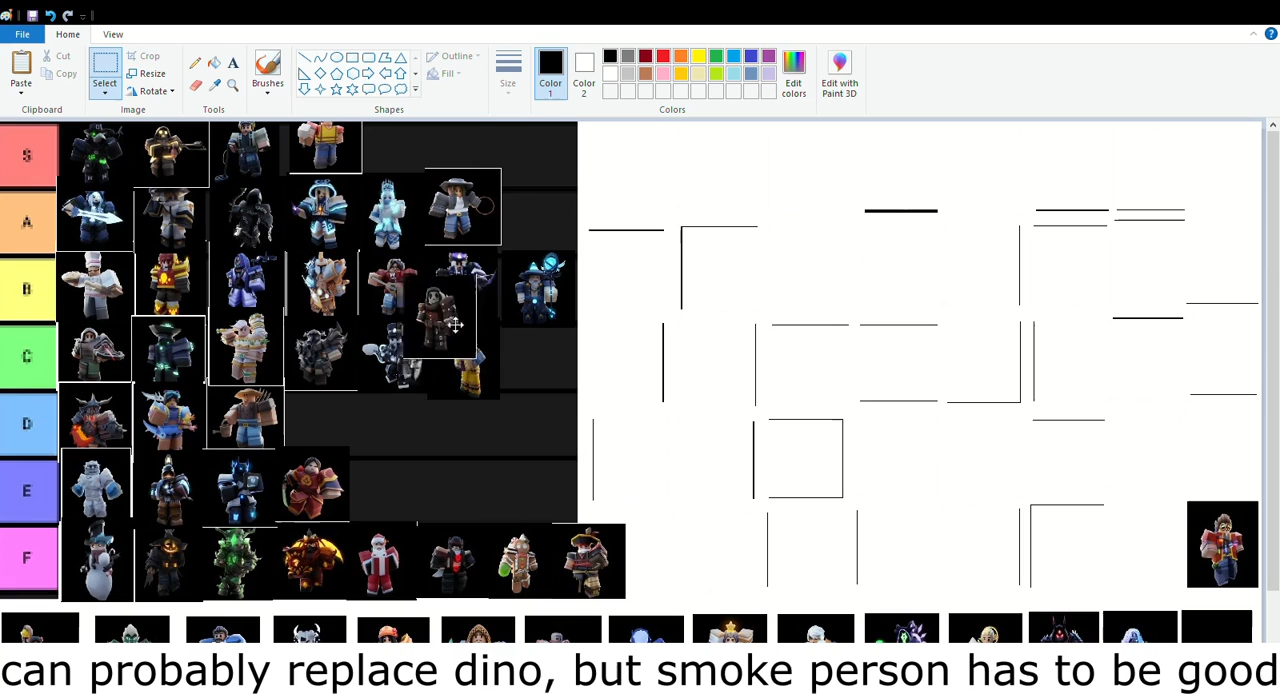 File Home View
Paste Cut Copy
Clipboard
Select Crop Resize Rotate
Image
Tools
Brushes
Outline Fill
Shapes
Size
Color 1 Color 2
Edit colors
Colors
Edit with Paint 3D
S
A
B
C
D
E
F
can probably replace dino, but smoke person has to be good